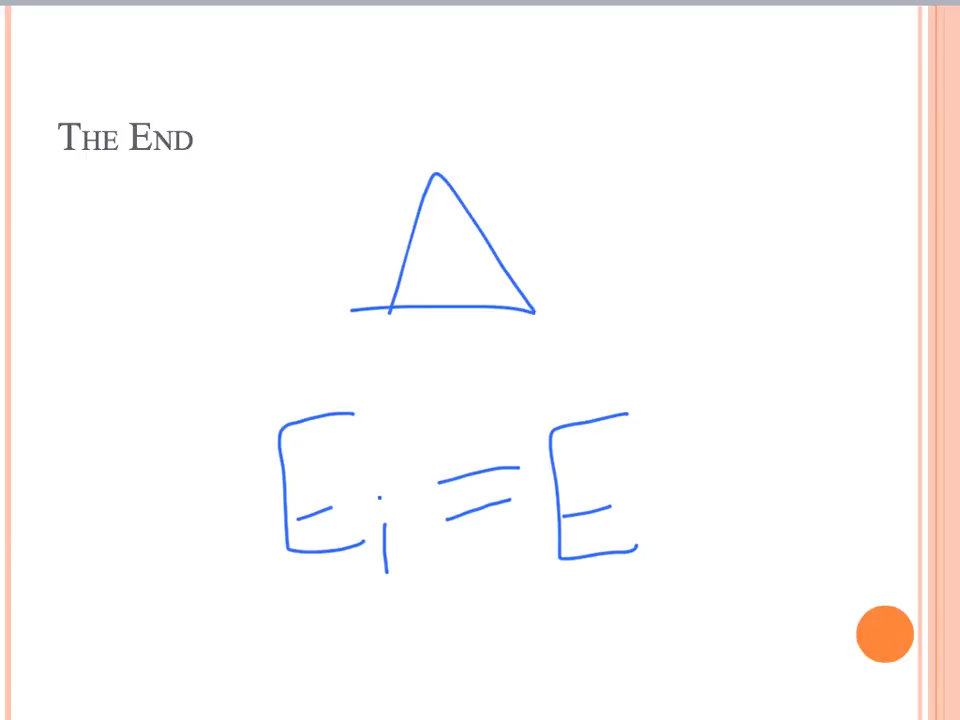 The End
Δ
Ei = E